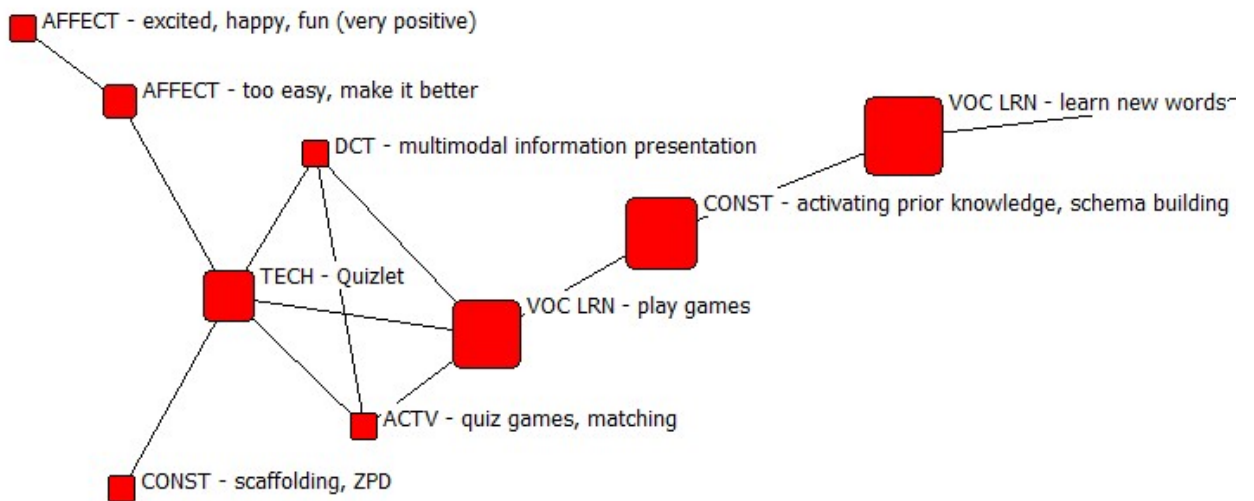 AFFECT - excited, happy, fun (very positive)
AFFECT - too easy, make it better
VOC LRN - learn new words
DCT - multimodal information presentation
CONST - activating prior knowledge, schema building
TECH - Quizlet
VOC LRN - play games
ACTV - quiz games, matching
CONST - scaffolding, ZPD